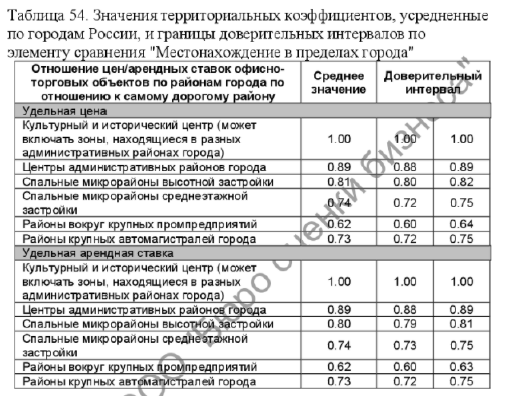 Таблица 54. Значения территориальных коэффициентов, усредненные
по городам России, и границы доверительных интервалов по
элементу сравнения "Местонахождение в пределах города"
Отношение цен/арендных ставок офисно-
торговых объектов по районам города по
отношению к самому дорогому району
Среднее
значение
Доверительный
интервал
Удельная цена
Культурный и исторический центр (может
включать зоны, находящиеся в разных
административных районах города)
1.00 1.00 1.00
Центры административных районов города 0.89 0.88 0.89
Спальные микрорайоны высотной застройки 0.81 0.80 0.82
Спальные микрорайоны среднеэтажной
застройки
0.74 0.72 0.75
Районы вокруг крупных промпредприятий 0.62 0.60 0.64
Районы крупных автомагистралей города 0.73 0.72 0.75
Удельная арендная ставка
Культурный и исторический центр (может
включать зоны, находящиеся в разных
административных районах города)
1.00 1.00 1.00
Центры административных районов города 0.89 0.88 0.89
Спальные микрорайоны высотной застройки 0.80 0.79 0.81
Спальные микрорайоны среднеэтажной
застройки
0.74 0.73 0.75
Районы вокруг крупных промпредприятий 0.62 0.60 0.63
Районы крупных автомагистралей города 0.73 0.72 0.75
ООО "Бюро оценки бизнеса"